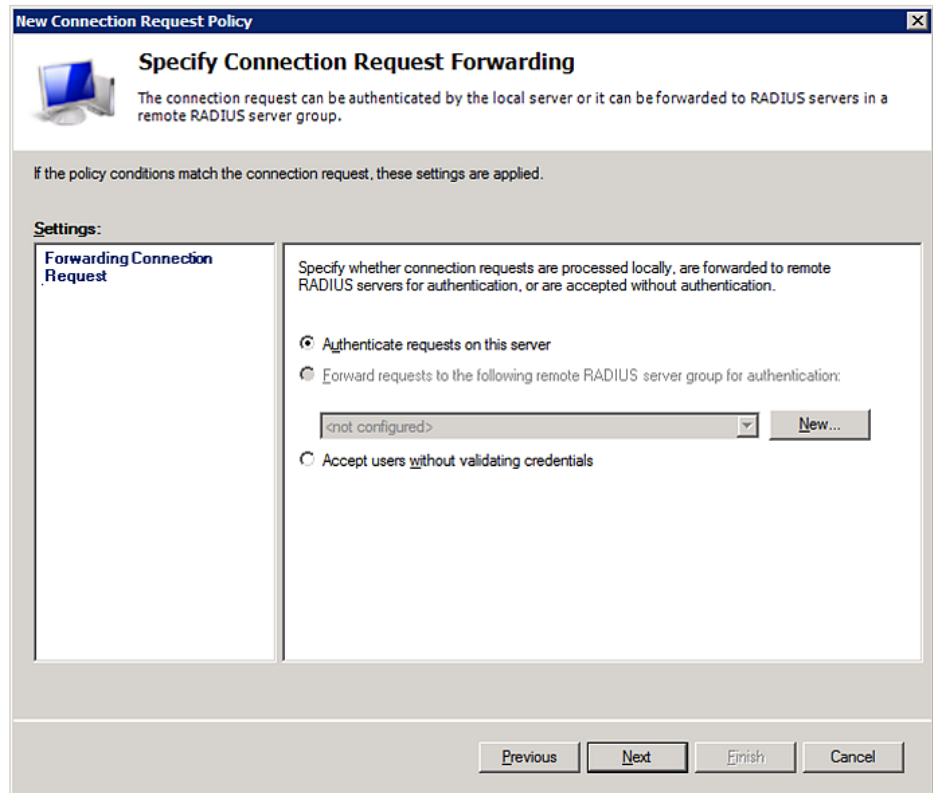 New Connection Request Policy
Specify Connection Request Forwarding
The connection request can be authenticated by the local server or it can be forwarded to RADIUS servers in a
remote RADIUS server group.
If the policy conditions match the connection request, these settings are applied.
Settings:
Forwarding Connection
Request
Specify whether connection requests are processed locally, are forwarded to remote
RADIUS servers for authentication, or are accepted without authentication.
Authenticate requests on this server
Forward requests to the following remote RADIUS server group for authentication:
<not configured>
New...
Accept users without validating credentials
Previous
Next
Finish
Cancel